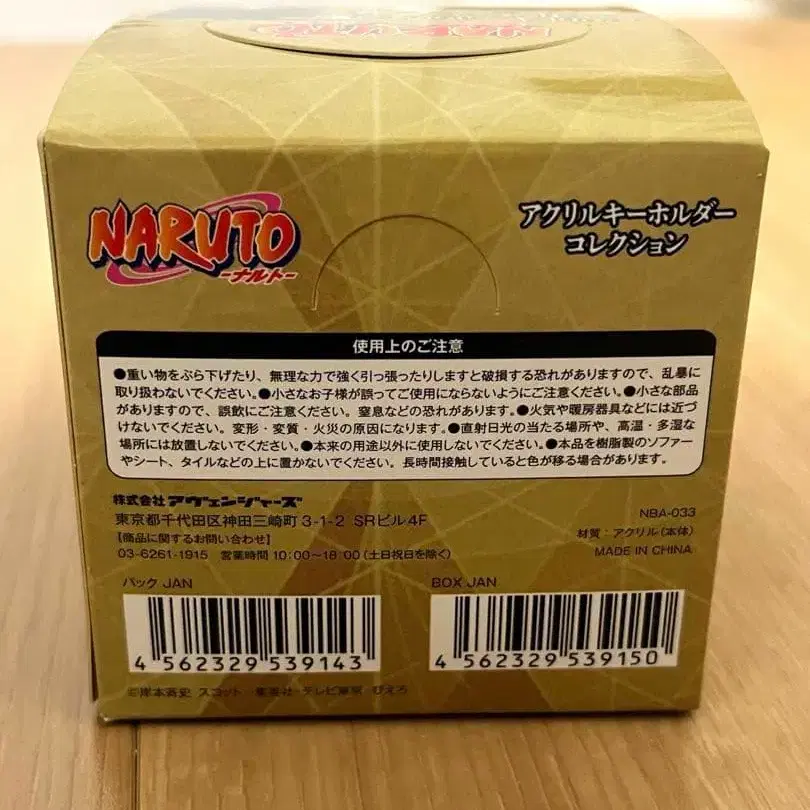 NARUTO
-ナルト-
アクリルキーホルダー
コレクション
使用上のご注意
●重い物をぶら下げたり、無理な力で強く引っ張ったりしますと破損する恐れがありますので、乱暴に
取り扱わないでください。●小さなお子様が誤ってご使用にならないようにご注意ください。●小さな部品
がありますので、誤飲にご注意ください。窒息などの恐れがあります。●火気や暖房器具などには近づ
けないでください。変形・変質・火災の原因になります。●直射日光の当たる場所や、高温・多湿な
場所には放置しないでください。●本来の用途以外に使用しないでください。●本品を樹脂製のソファー
やシート、タイルなどの上に置かないでください。長時間接触していると色が移る場合があります。
株式会社アヴェンジャーズ
東京都千代田区神田三崎町3-1-2 SRビル4F
【商品に関するお問い合わせ】
03-6261-1915 営業時間 10:00〜18:00(土日祝日を除く)
NBA-033
材質:アクリル(本体)
MADE IN CHINA
パック JAN
BOX JAN
4 562329 539143
4 562329 539150
©岸本斉史 スコット・集英社・テレビ東京・ぴえろ